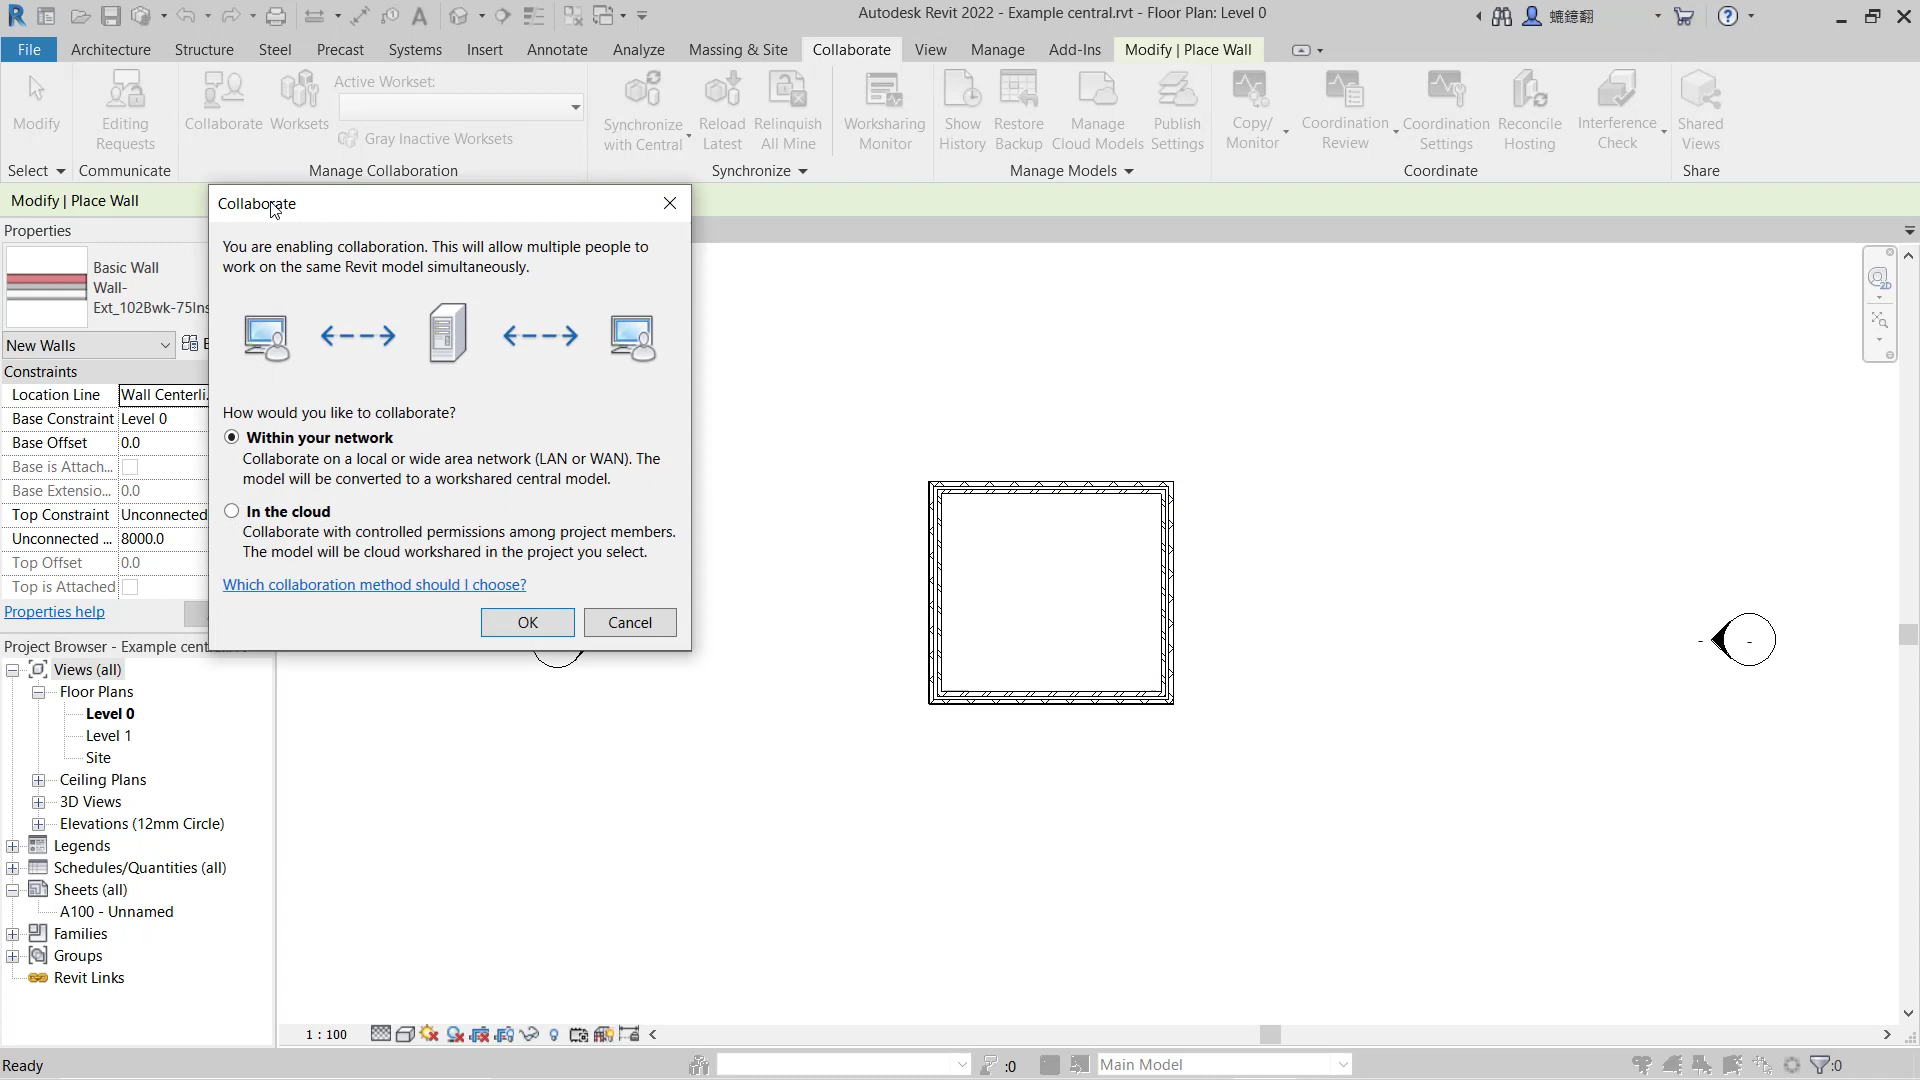 Autodesk Revit 2022 - Example central.rvt - Floor Plan: Level 0
File Architecture Structure Steel Precast Systems Insert Annotate Analyze Massing & Site Collaborate View Manage Add-Ins Modify | Place Wall
Modify
Editing
Requests
Collaborate
Worksets
Active Workset:
Gray Inactive Worksets
Synchronize
with Central
Reload
Latest
Relinquish
All Mine
Worksharing
Monitor
Show
History
Restore
Backup
Manage
Cloud Models
Publish
Settings
Copy/
Monitor
Coordination
Review
Coordination
Settings
Reconcile
Hosting
Interference
Check
Shared
Views
Select Communicate Manage Collaboration Synchronize Manage Models Coordinate Share
Modify | Place Wall
Properties
Basic Wall
Wall-
Ext_102Bwk-75Ins
New Walls
Constraints
Location Line Wall Centerli...
Base Constraint Level 0
Base Offset 0.0
Base is Attach...
Base Extensio... 0.0
Top Constraint Unconnected
Unconnected ... 8000.0
Top Offset 0.0
Top is Attached
Properties help
Collaborate
You are enabling collaboration. This will allow multiple people to
work on the same Revit model simultaneously.
How would you like to collaborate?
Within your network
Collaborate on a local or wide area network (LAN or WAN). The
model will be converted to a workshared central model.
In the cloud
Collaborate with controlled permissions among project members.
The model will be cloud workshared in the project you select.
Which collaboration method should I choose?
OK Cancel
Project Browser - Example cent
Views (all)
Floor Plans
Level 0
Level 1
Site
Ceiling Plans
3D Views
Elevations (12mm Circle)
Legends
Schedules/Quantities (all)
Sheets (all)
A100 - Unnamed
Families
Groups
Revit Links
1 : 100
Ready
:0
Main Model
:0